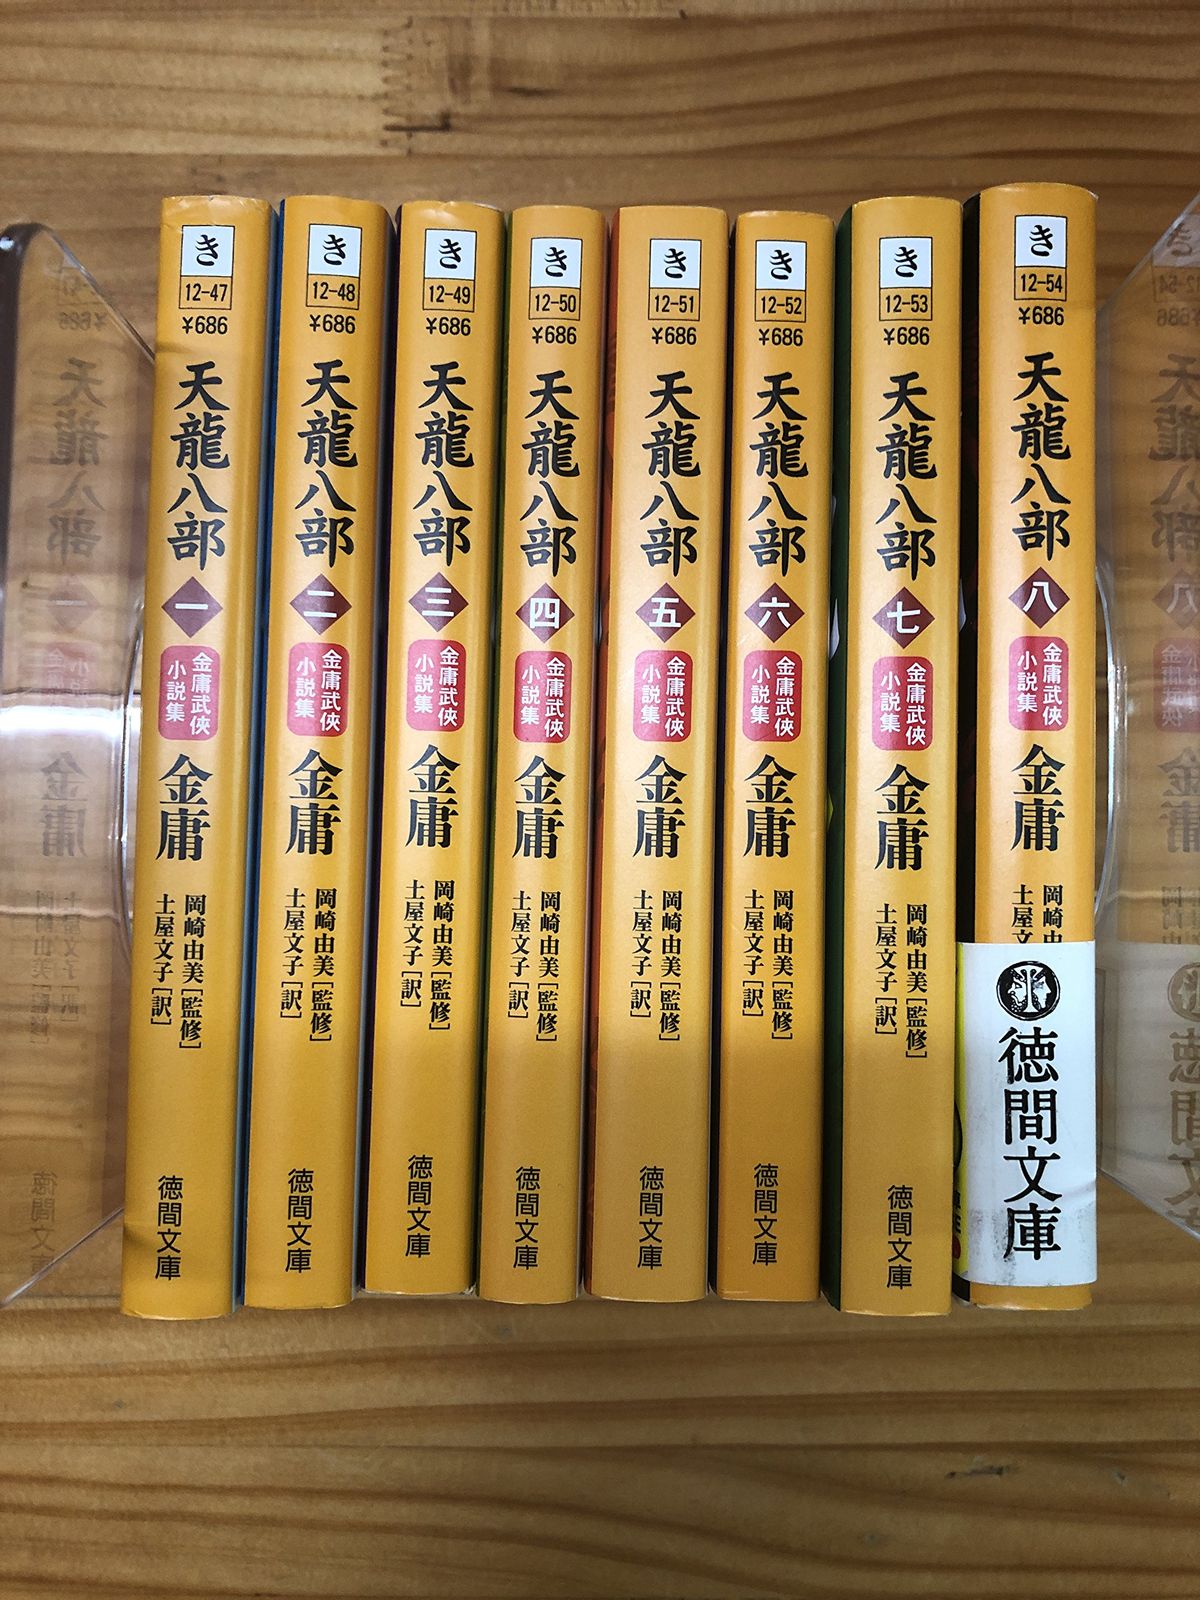 き
12-47
¥686
天龍八部
一
金庸武侠
小説集
金庸
岡崎由美[監修]
土屋文子[訳]
徳間文庫
き
12-48
¥686
天龍八部
二
金庸武侠
小説集
金庸
岡崎由美[監修]
土屋文子[訳]
徳間文庫
き
12-49
¥686
天龍八部
三
金庸武侠
小説集
金庸
岡崎由美[監修]
土屋文子[訳]
徳間文庫
き
12-50
¥686
天龍八部
四
金庸武侠
小説集
金庸
岡崎由美[監修]
土屋文子[訳]
徳間文庫
き
12-51
¥686
天龍八部
五
金庸武侠
小説集
金庸
岡崎由美[監修]
土屋文子[訳]
徳間文庫
き
12-52
¥686
天龍八部
六
金庸武侠
小説集
金庸
岡崎由美[監修]
土屋文子[訳]
徳間文庫
き
12-53
¥686
天龍八部
七
金庸武侠
小説集
金庸
岡崎由美[監修]
土屋文子[訳]
徳間文庫
き
12-54
¥686
天龍八部
八
金庸武侠
小説集
金庸
岡崎由
土屋文
徳間文庫